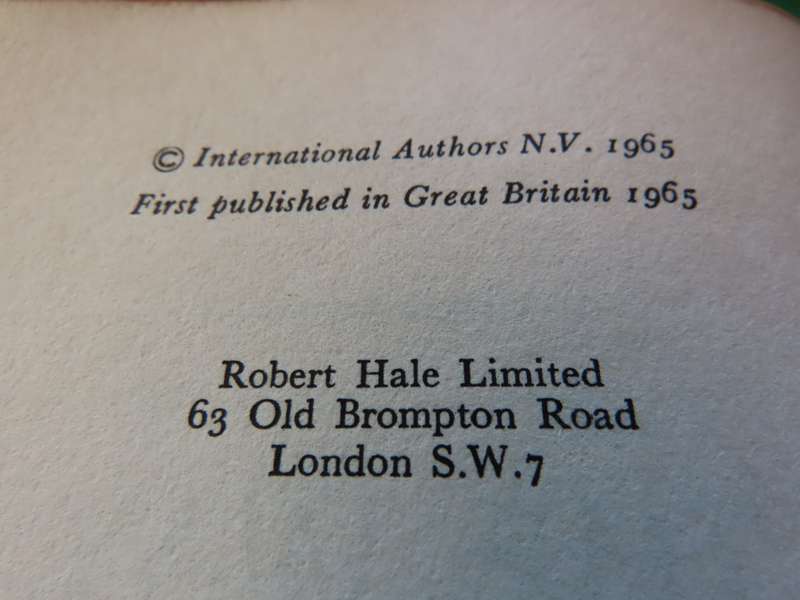 © International Authors N.V. 1965
First published in Great Britain 1965
Robert Hale Limited
63 Old Brompton Road
London S.W.7